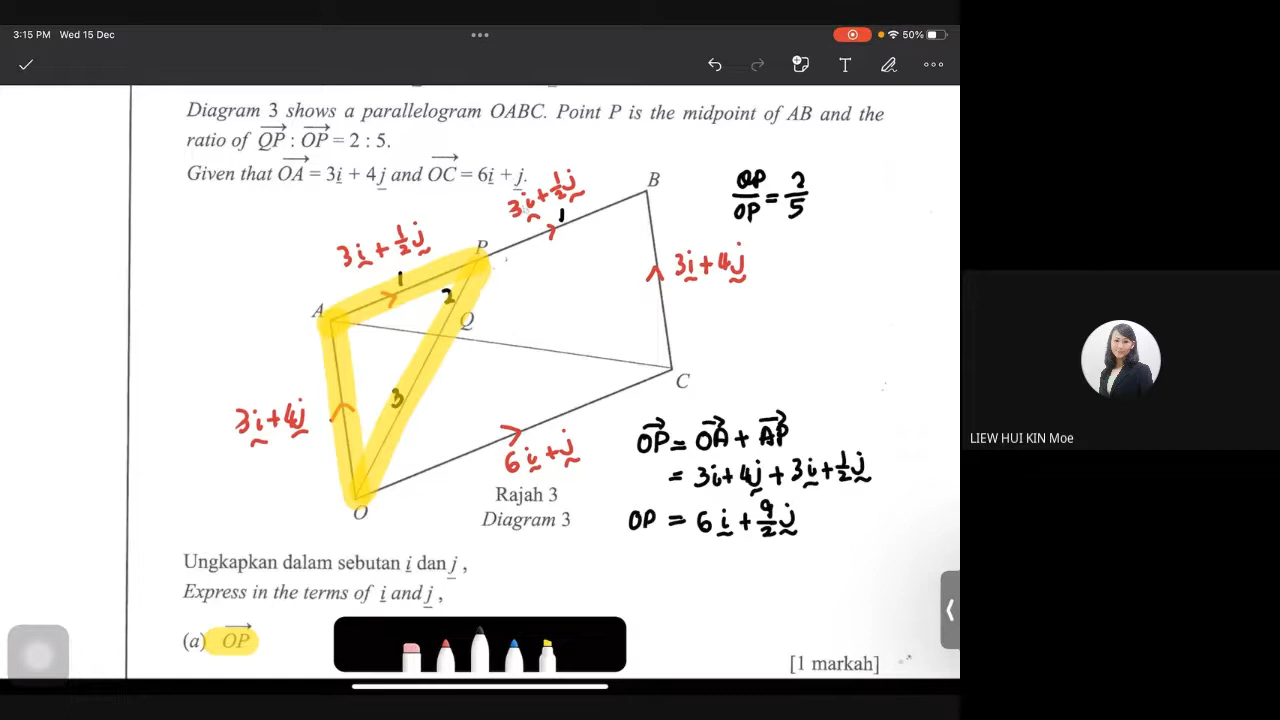 3:15 PM Wed 15 Dec
50%
T
Diagram 3 shows a parallelogram OABC. Point P is the midpoint of AB and the
ratio of QP : OP = 2 : 5.
Given that OA = 3i + 4j and OC = 6i + j.
3i + 1/2 j
B
QP/OP = 2/5
1
3i + 1/2 j
P
1
3i + 4j
2
A
Q
C
3
3i + 4j
OP = OA + AP
6i + j
= 3i + 4j + 3i + 1/2 j
LIEW HUI KIN Moe
Rajah 3
O
Diagram 3
OP = 6i + 9/2 j
Ungkapkan dalam sebutan i dan j ,
Express in the terms of i and j ,
(a) OP
[1 markah]